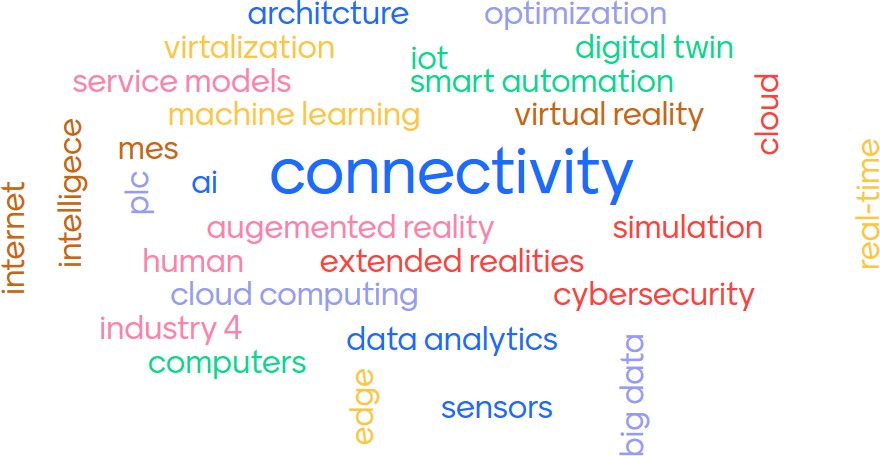 architcture
optimization
virtalization
iot
digital twin
service models
smart automation
cloud
machine learning
virtual reality
mes
connectivity
real-time
internet
intelligece
plc
ai
augemented reality
simulation
human
extended realities
cloud computing
cybersecurity
industry 4
data analytics
computers
edge
sensors
big data